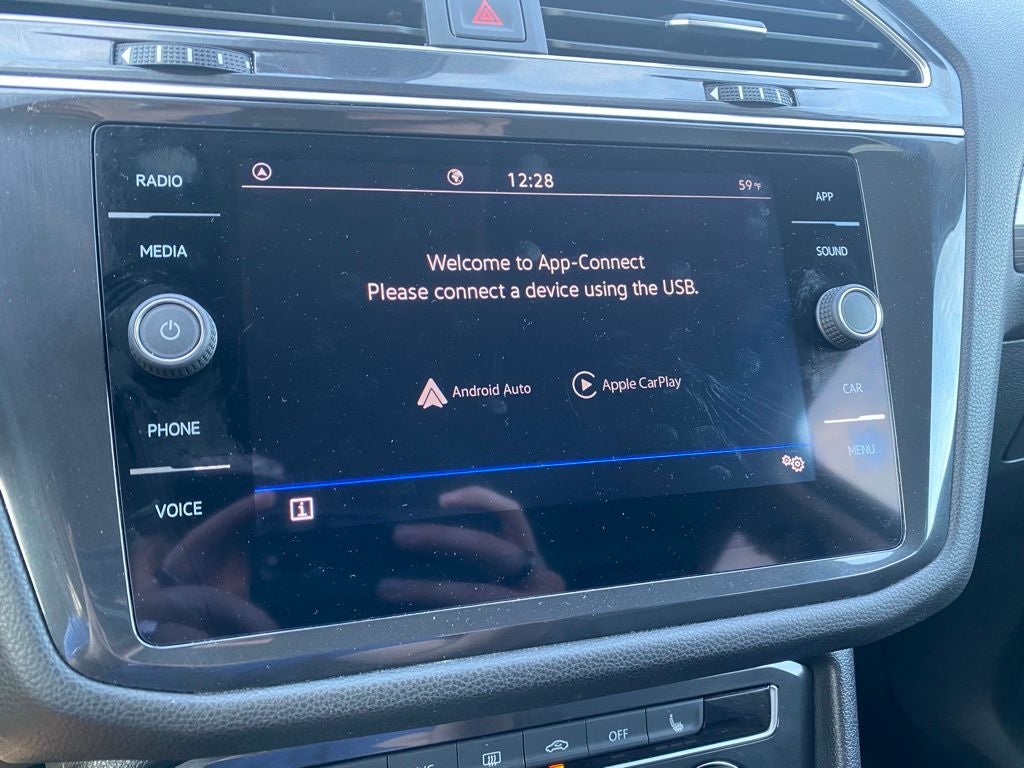 RADIO
MEDIA
PHONE
VOICE
12:28
59 °F
Welcome to App-Connect
Please connect a device using the USB.
Android Auto
Apple CarPlay
i
APP
SOUND
CAR
MENU
OFF